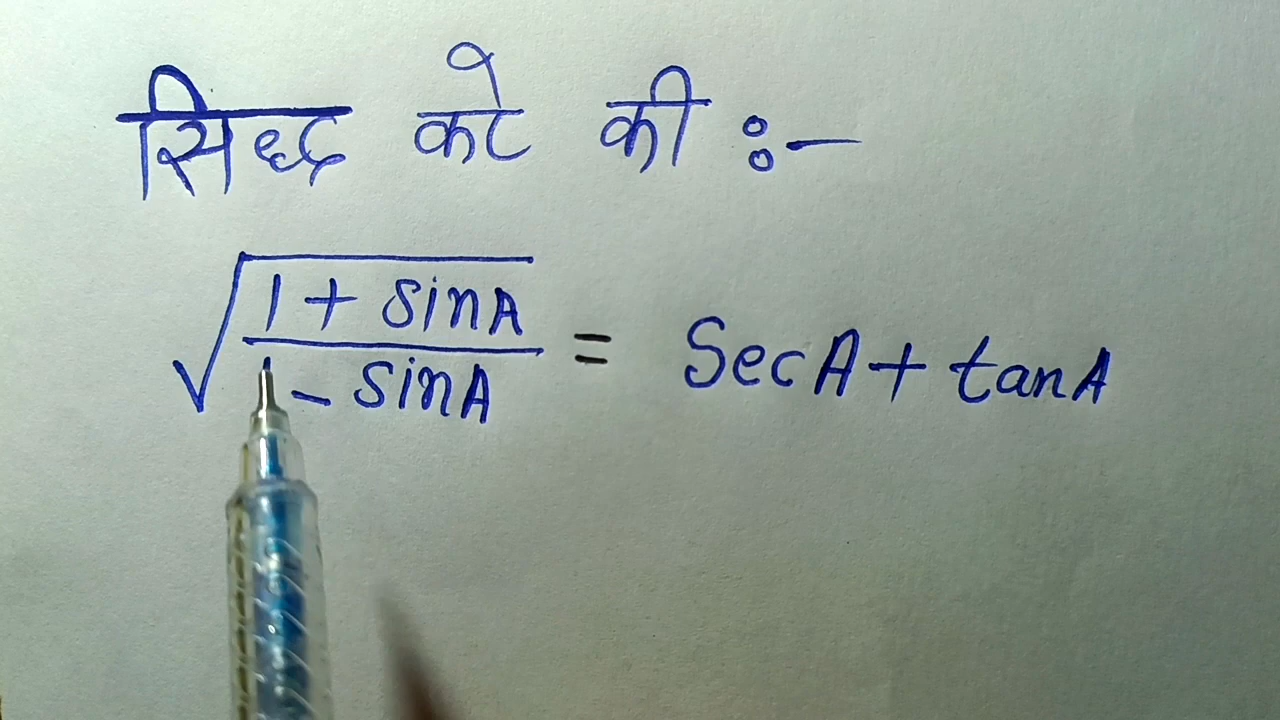 सिध्द करे की :-
√(1 + sinA / 1 - sinA) = SecA + tanA